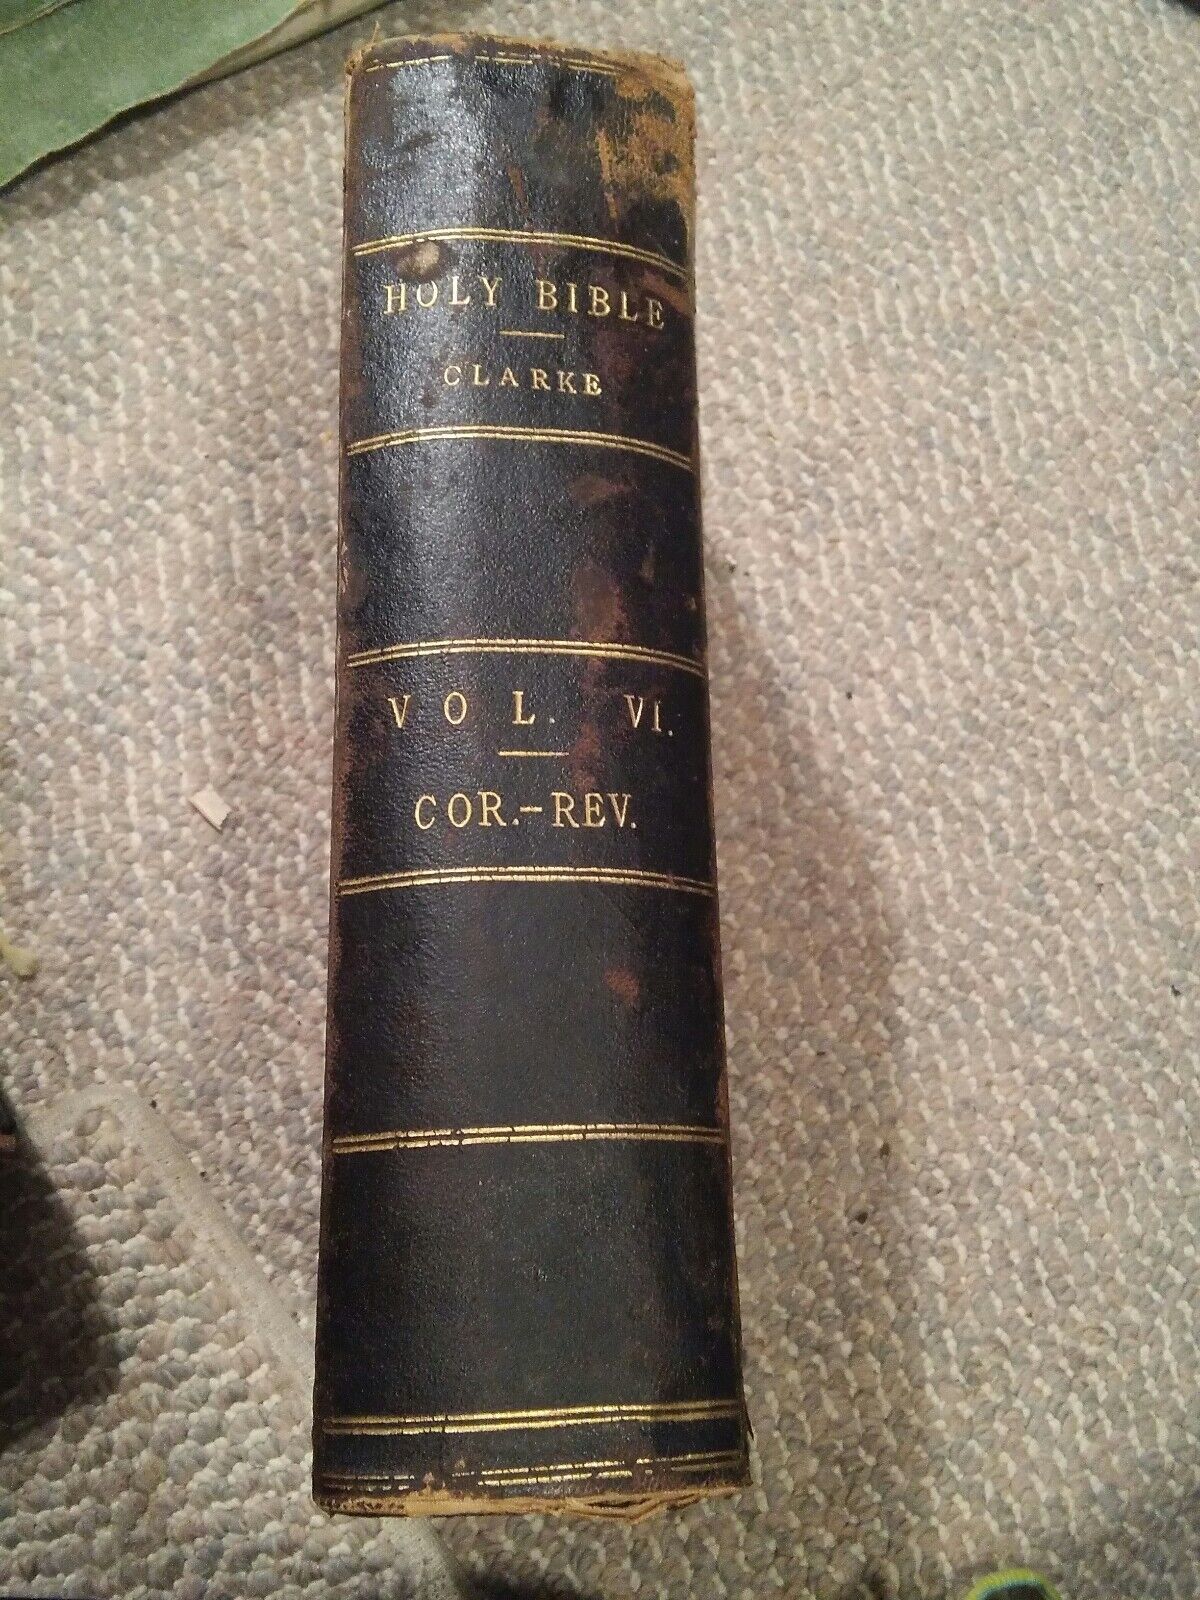 HOLY BIBLE
CLARKE
VOL. VI.
COR.-REV.